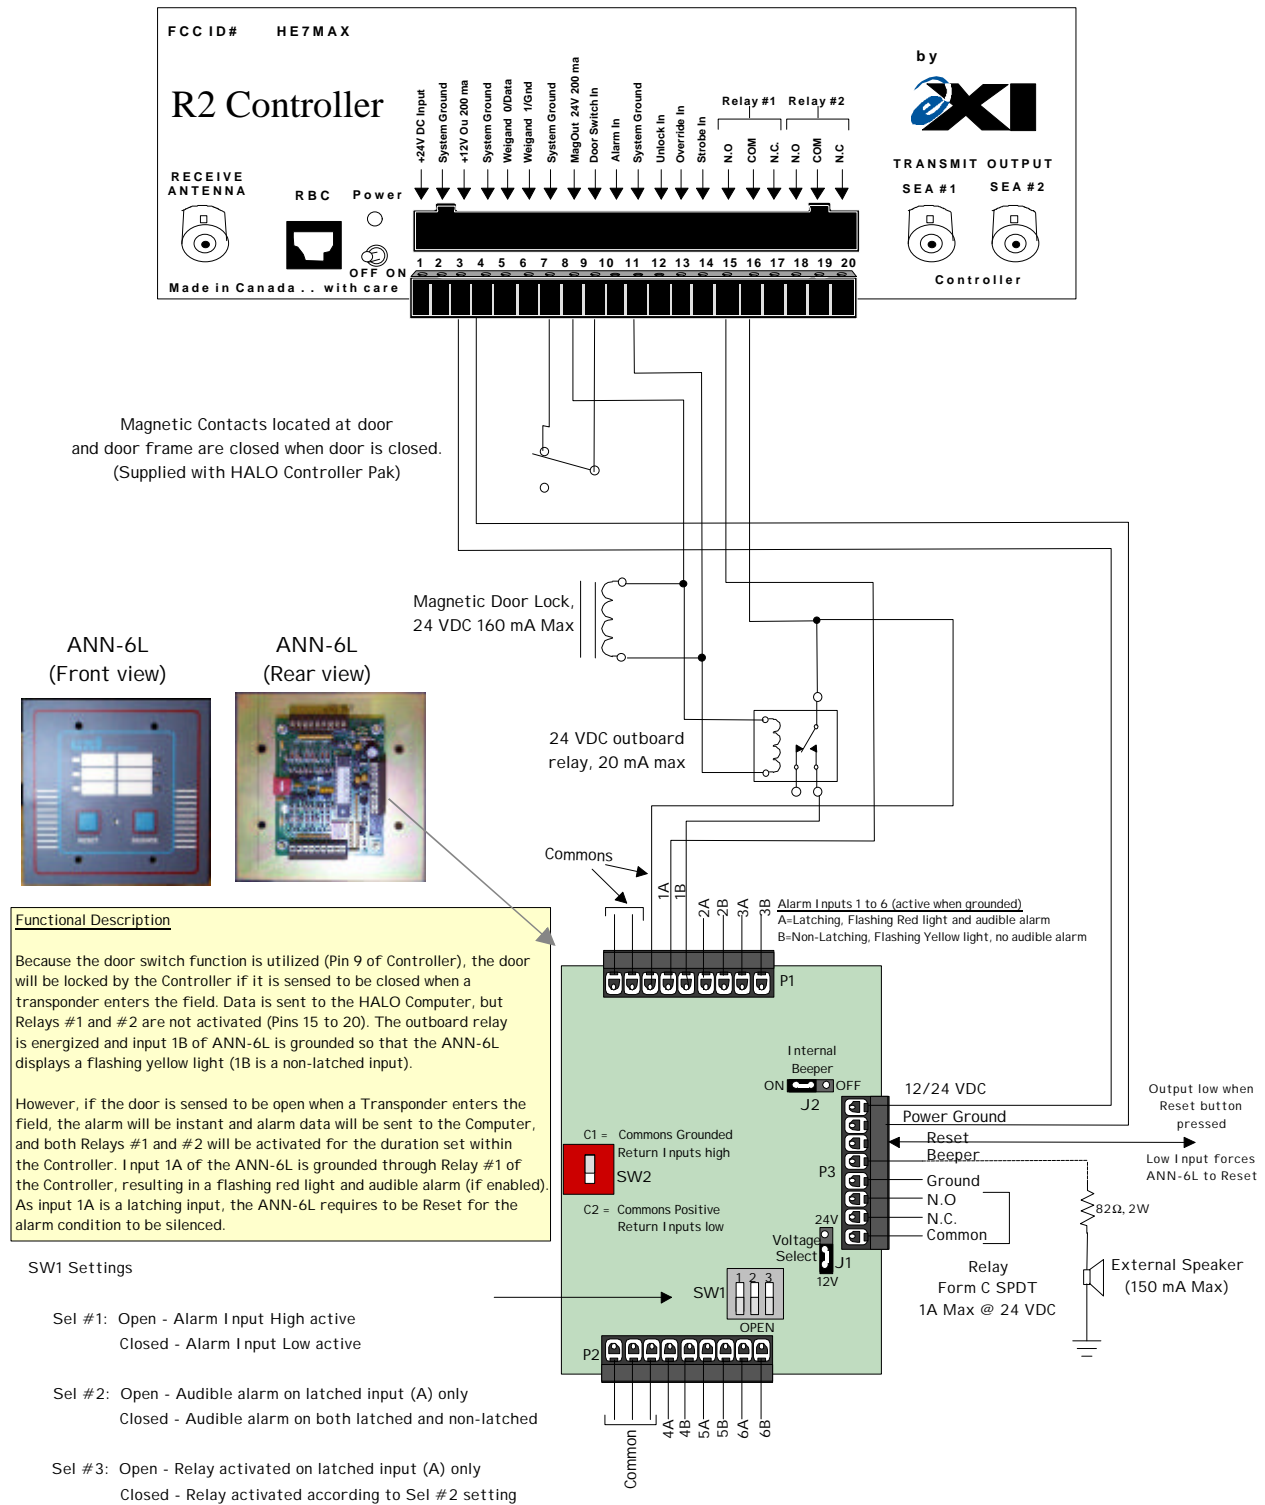 FCC ID#    HE7MAX
by
R2 Controller
eXI
+24V DC Input
System Ground
+12V Ou 200 ma
System Ground
Weigand 0/Data
Weigand 1/Gnd
System Ground
MagOut 24V 200 ma
Door Switch In
Alarm In
System Ground
Unlock In
Override In
Strobe In
Relay #1 Relay #2
N.O
COM
N.C.
N.O
COM
N.C
TRANSMIT OUTPUT
SEA #1 SEA #2
RECEIVE
ANTENNA
RBC Power
OFF ON
1 2 3 4 5 6 7 8 9 10 11 12 13 14 15 16 17 18 19 20
Controller
Made in Canada . . with care
Magnetic Contacts located at door
and door frame are closed when door is closed.
(Supplied with HALO Controller Pak)
Magnetic Door Lock,
24 VDC 160 mA Max
ANN-6L
(Front view)
ANN-6L
(Rear view)
24 VDC outboard
relay, 20 mA max
RESET
Commons
1A
1B
2A
2B
3A
3B
Alarm Inputs 1 to 6 (active when grounded)
A=Latching, Flashing Red light and audible alarm
B=Non-Latching, Flashing Yellow light, no audible alarm
P1
Functional Description
Because the door switch function is utilized (Pin 9 of Controller), the door
will be locked by the Controller if it is sensed to be closed when a
transponder enters the field. Data is sent to the HALO Computer, but
Relays #1 and #2 are not activated (Pins 15 to 20). The outboard relay
is energized and input 1B of ANN-6L is grounded so that the ANN-6L
displays a flashing yellow light (1B is a non-latched input).
However, if the door is sensed to be open when a Transponder enters the
field, the alarm will be instant and alarm data will be sent to the Computer,
and both Relays #1 and #2 will be activated for the duration set within
the Controller. Input 1A of the ANN-6L is grounded through Relay #1 of
the Controller, resulting in a flashing red light and audible alarm (if enabled).
As input 1A is a latching input, the ANN-6L requires to be Reset for the
alarm condition to be silenced.
Internal
Beeper
ON OFF
J2
C1 = Commons Grounded
Return Inputs high
SW2
C2 = Commons Positive
Return Inputs low
12/24 VDC
Power Ground
Reset
Beeper
P3
Ground
N.O
N.C.
Common
Output low when
Reset button
pressed
Low Input forces
ANN-6L to Reset
82Ω, 2W
24V
Voltage
Select
J1
12V
Relay
Form C SPDT
1A Max @ 24 VDC
External Speaker
(150 mA Max)
SW1
1 2 3
OPEN
P2
Common
4A
4B
5A
5B
6A
6B
SW1 Settings
Sel #1: Open - Alarm Input High active
Closed - Alarm Input Low active
Sel #2: Open - Audible alarm on latched input (A) only
Closed - Audible alarm on both latched and non-latched
Sel #3: Open - Relay activated on latched input (A) only
Closed - Relay activated according to Sel #2 setting